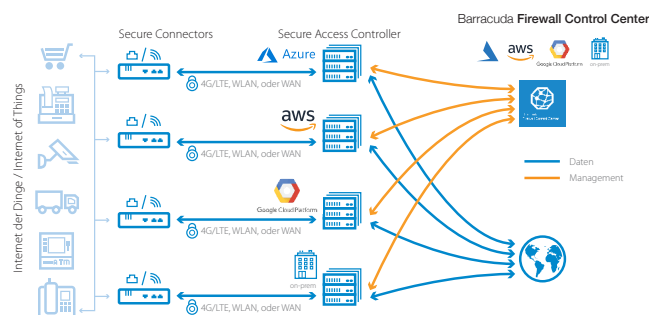 Barracuda Firewall Control Center
Secure Connectors
Secure Access Controller
Internet der Dinge / Internet of Things
Azure
aws
Google Cloud Platform
on-prem
4G/LTE, WLAN, oder WAN
aws
4G/LTE, WLAN, oder WAN
Daten
Management
Google Cloud Platform
4G/LTE, WLAN, oder WAN
ATM
on-prem
4G/LTE, WLAN, oder WAN